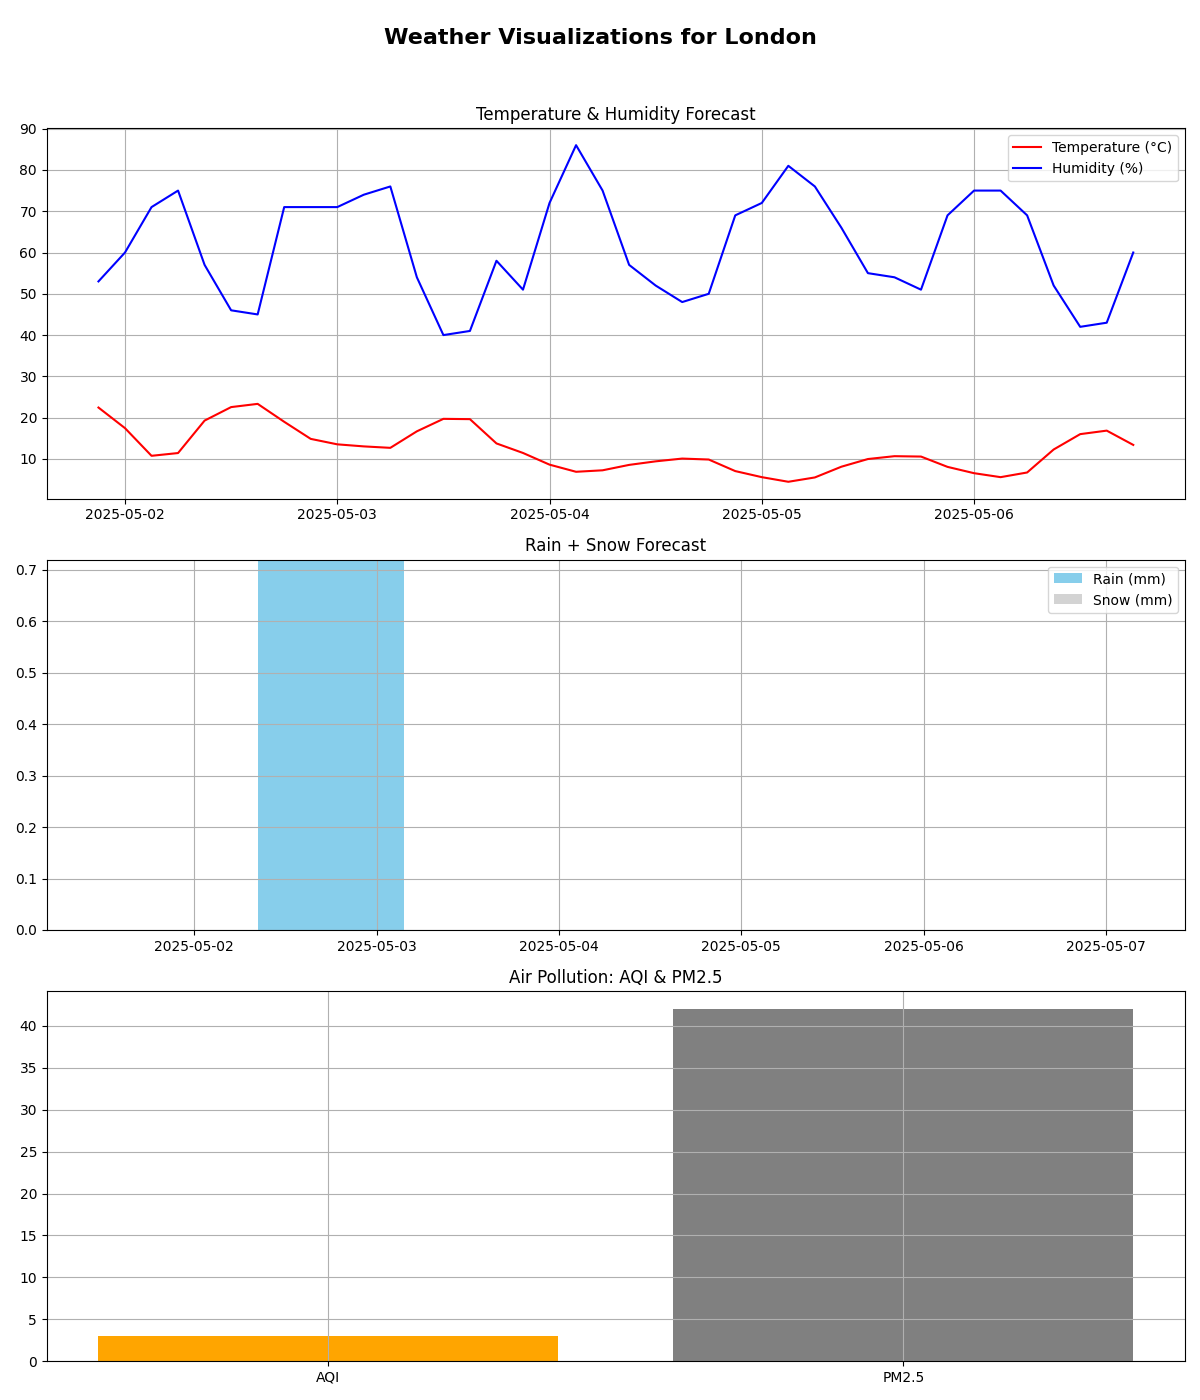 Weather Visualizations for London
Temperature & Humidity Forecast
90
80
70
60
50
40
30
20
10
Temperature (°C)
Humidity (%)
2025-05-02 2025-05-03 2025-05-04 2025-05-05 2025-05-06
Rain + Snow Forecast
0.7
0.6
0.5
0.4
0.3
0.2
0.1
0.0
Rain (mm)
Snow (mm)
2025-05-02 2025-05-03 2025-05-04 2025-05-05 2025-05-06 2025-05-07
Air Pollution: AQI & PM2.5
40
35
30
25
20
15
10
5
0
AQI PM2.5